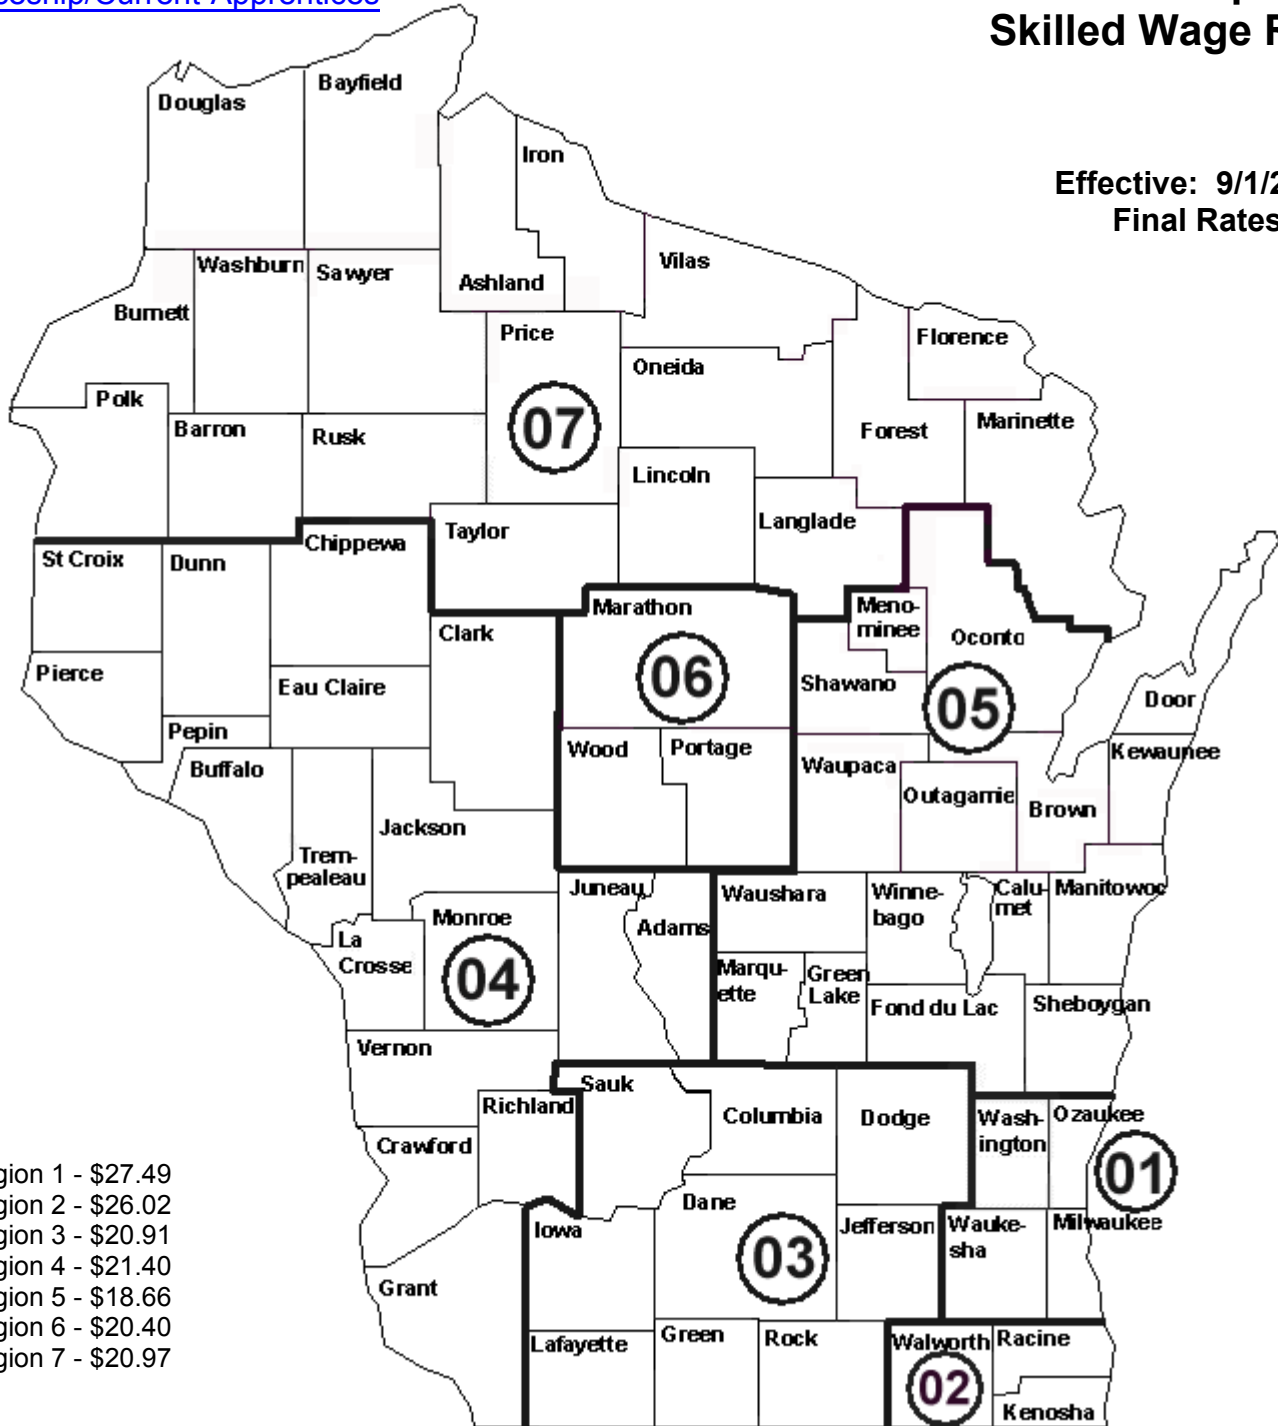 eship/Current-Apprentices
Skilled Wage
Effective: 9/1/2
Final Rates
Bayfield
Douglas
Iron
Vilas
Washburn
Sawyer
Ashland
Burnett
Price
Florence
Oneida
Polk
Marinette
Barron
Rusk
07
Forest
Lincoln
Langlade
Taylor
Chippewa
St Croix
Dunn
Marathon
Meno-
minee
Clark
Oconto
Pierce
Eau Claire
06
Shawano
05
Door
Pepin
Wood
Portage
Kewaunee
Buffalo
Waupaca
Outagamie
Brown
Jackson
Trem-
pealeau
Juneau
Waushara
Winne-
bago
Calu-
met
Manitowoc
Monroe
Adams
La
Crosse
04
Marqu-
ette
Green
Lake
Fond du Lac
Sheboygan
Vernon
Sauk
Richland
Columbia
Dodge
Wash-
ington
Ozaukee
Crawford
01
Dane
Iowa
Jefferson
Wauke-
sha
Milwaukee
03
Grant
Green
Rock
Lafayette
Walworth
Racine
02
Kenosha
gion 1 - $27.49
gion 2 - $26.02
gion 3 - $20.91
gion 4 - $21.40
gion 5 - $18.66
gion 6 - $20.40
gion 7 - $20.97